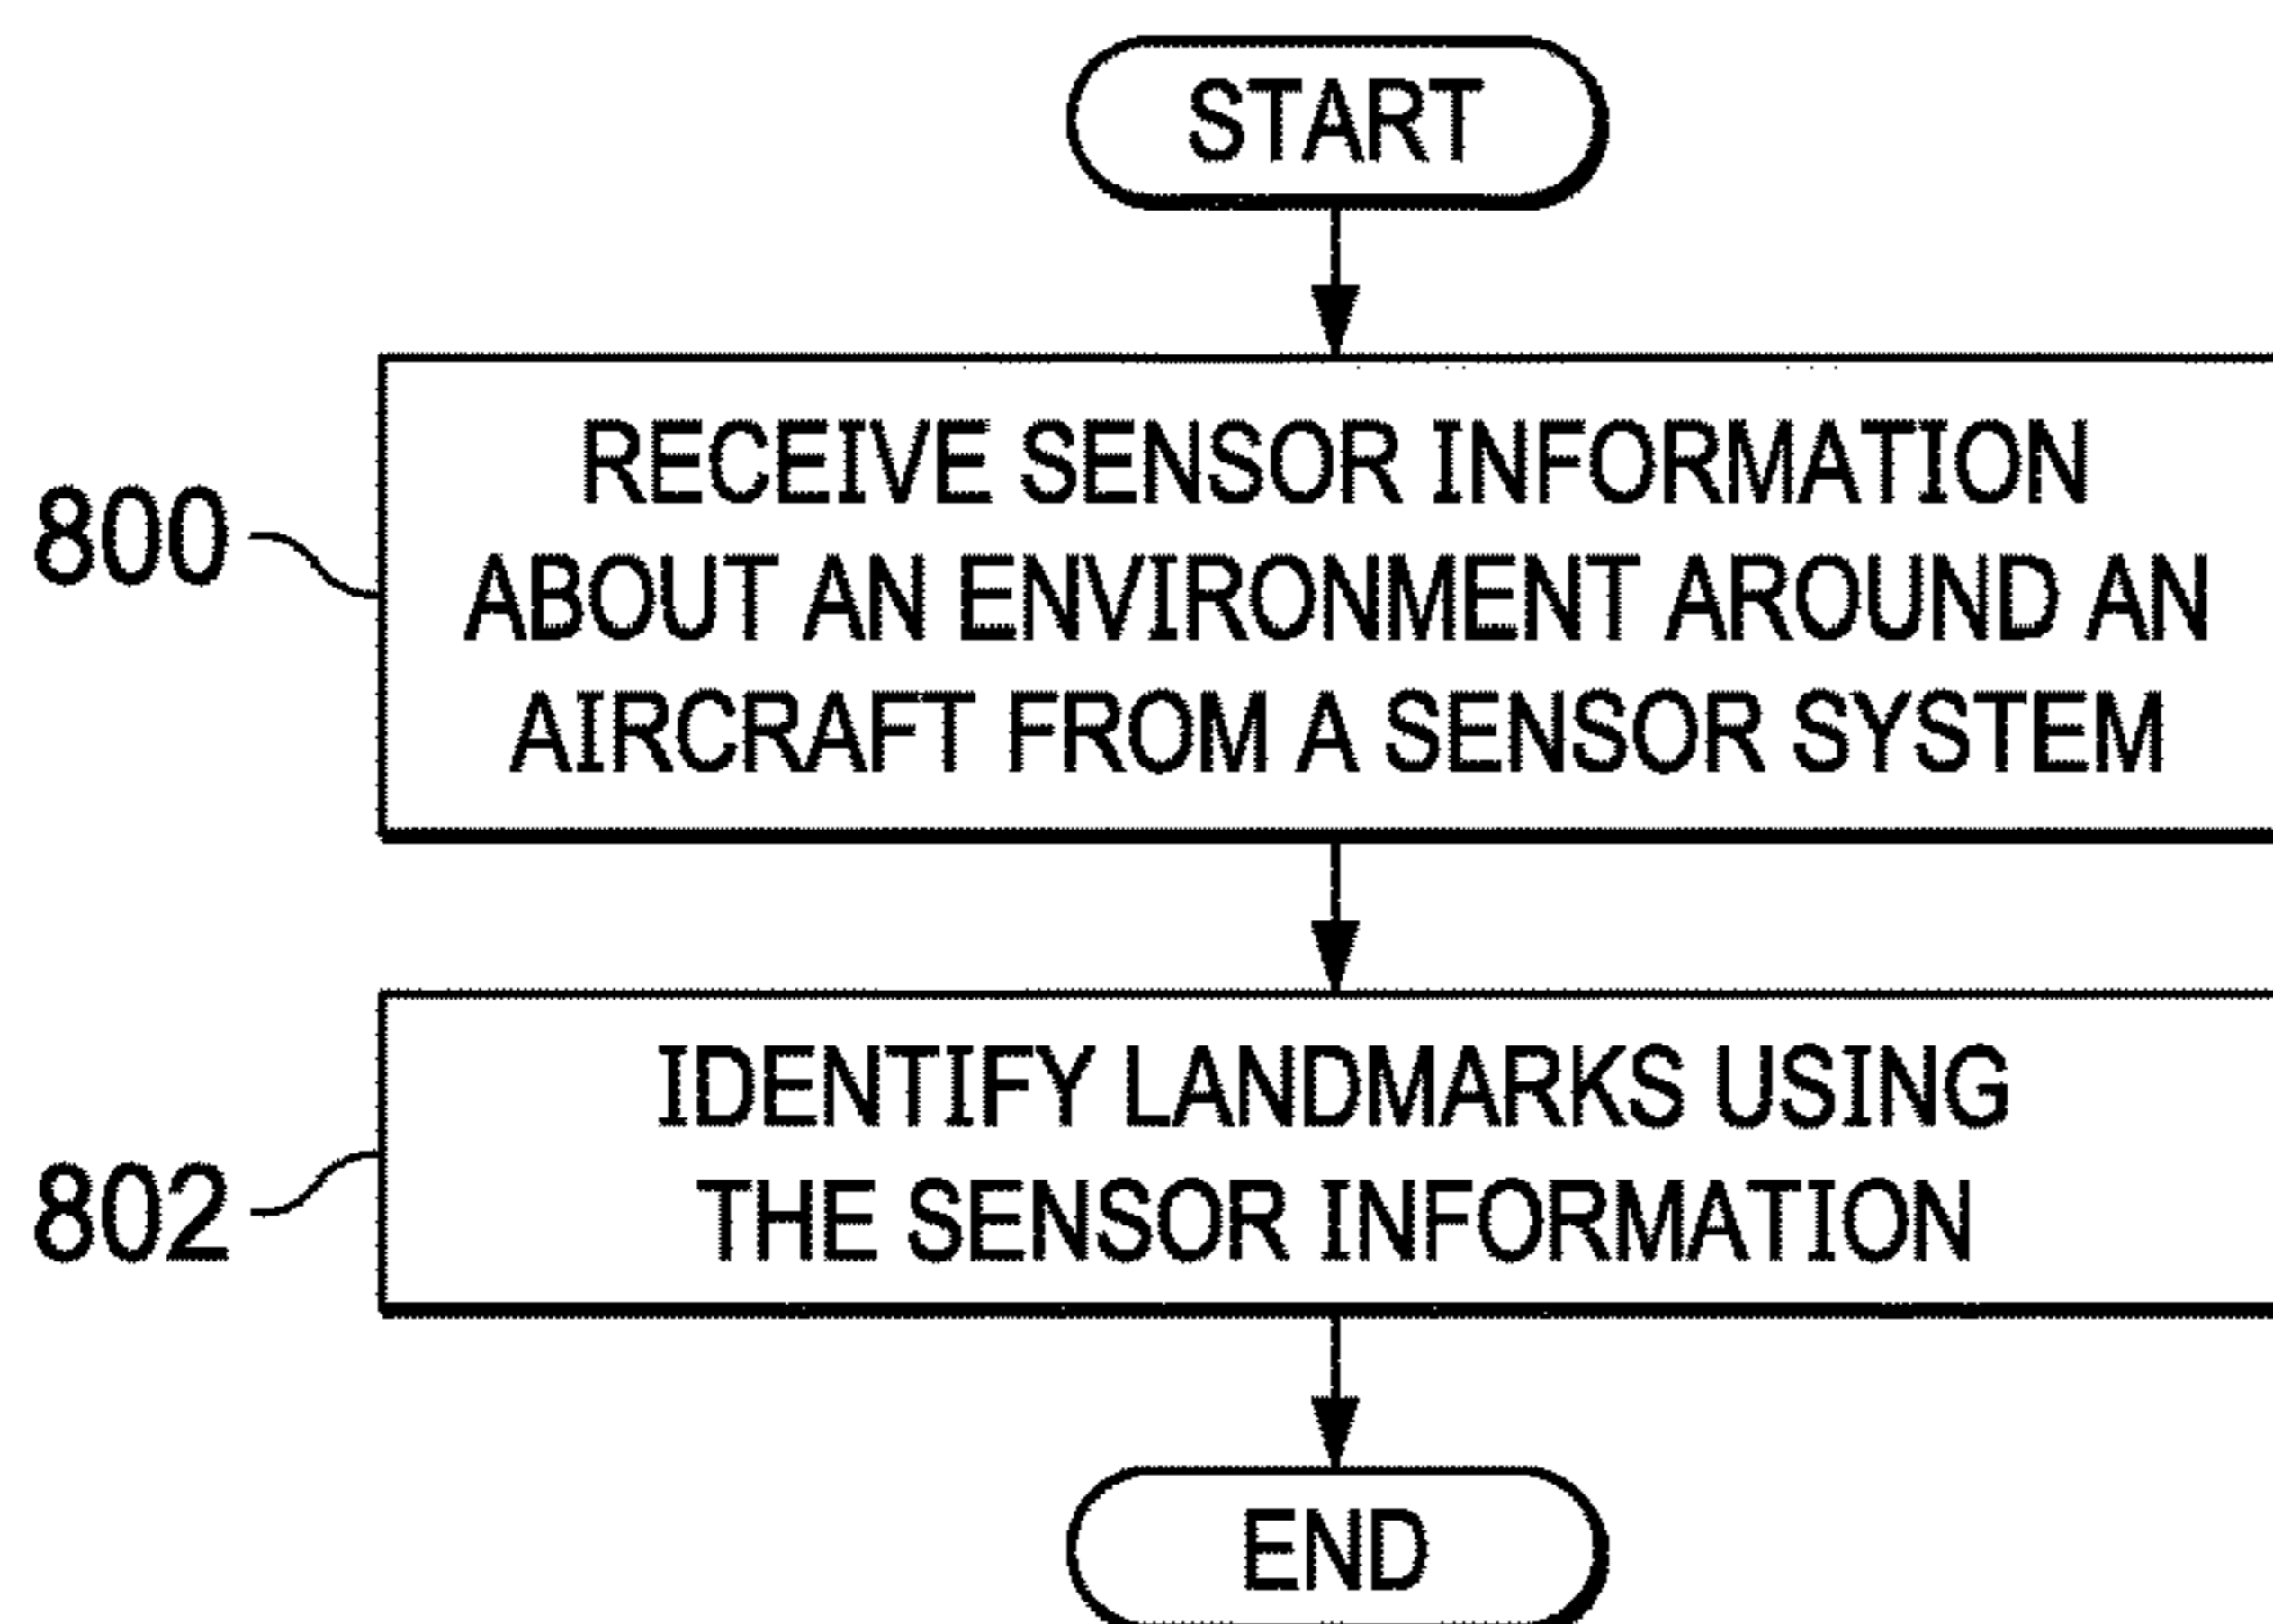 START
800
RECEIVE SENSOR INFORMATION
ABOUT AN ENVIRONMENT AROUND AN
AIRCRAFT FROM A SENSOR SYSTEM
802
IDENTIFY LANDMARKS USING
THE SENSOR INFORMATION
END